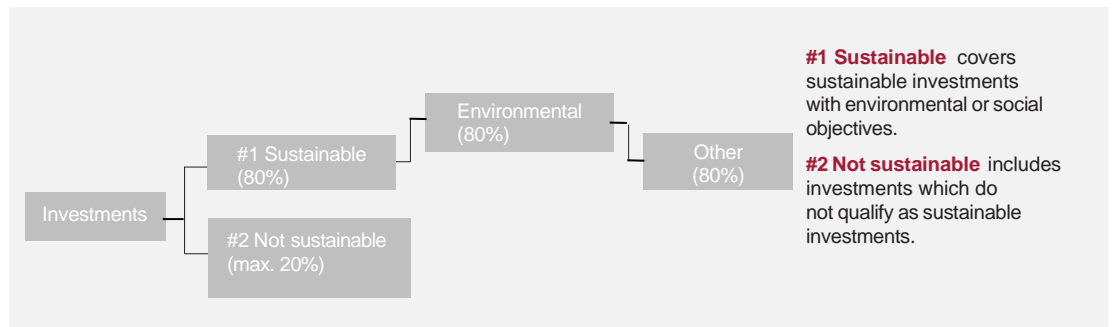 Investments
#1 Sustainable
(80%)
#2 Not sustainable
(max. 20%)
Environmental
(80%)
Other
(80%)
#1 Sustainable covers
sustainable investments
with environmental or social
objectives.
#2 Not sustainable includes
investments which do
not qualify as sustainable
investments.